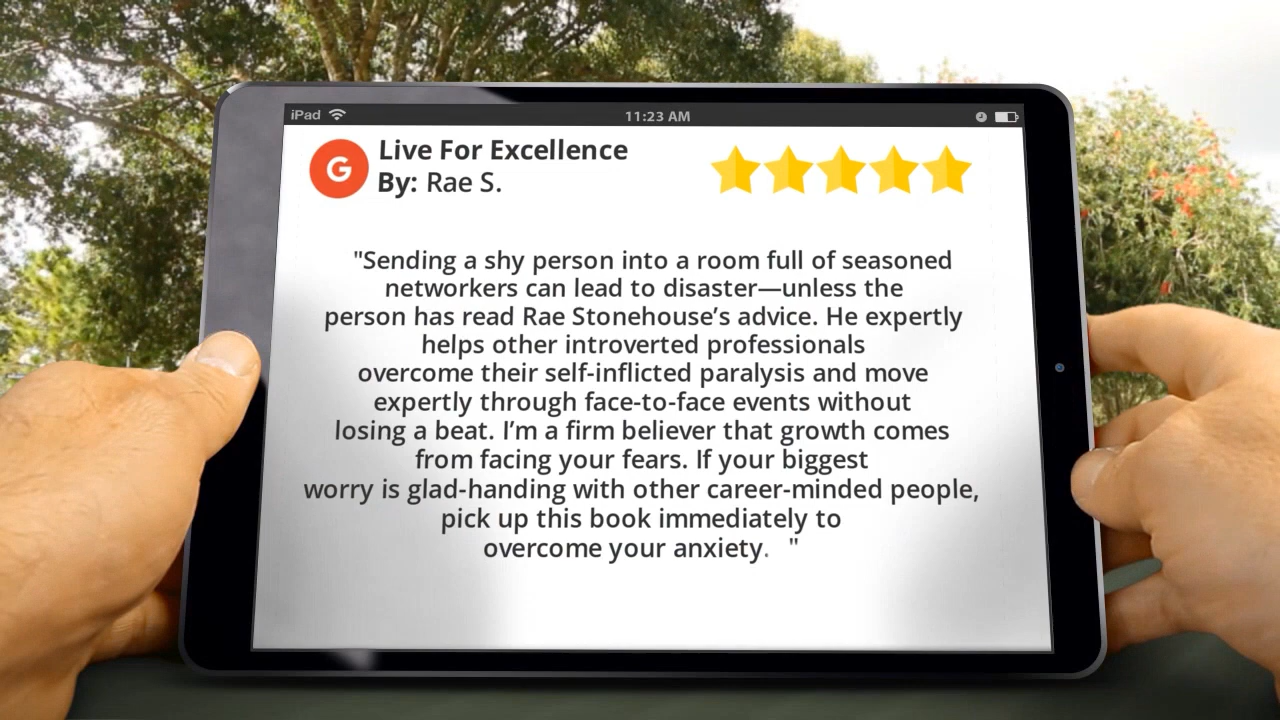 iPad 11:23 AM
G
Live For Excellence
By: Rae S.
"Sending a shy person into a room full of seasoned
networkers can lead to disaster—unless the
person has read Rae Stonehouse’s advice. He expertly
helps other introverted professionals
overcome their self-inflicted paralysis and move
expertly through face-to-face events without
losing a beat. I’m a firm believer that growth comes
from facing your fears. If your biggest
worry is glad-handing with other career-minded people,
pick up this book immediately to
overcome your anxiety. "